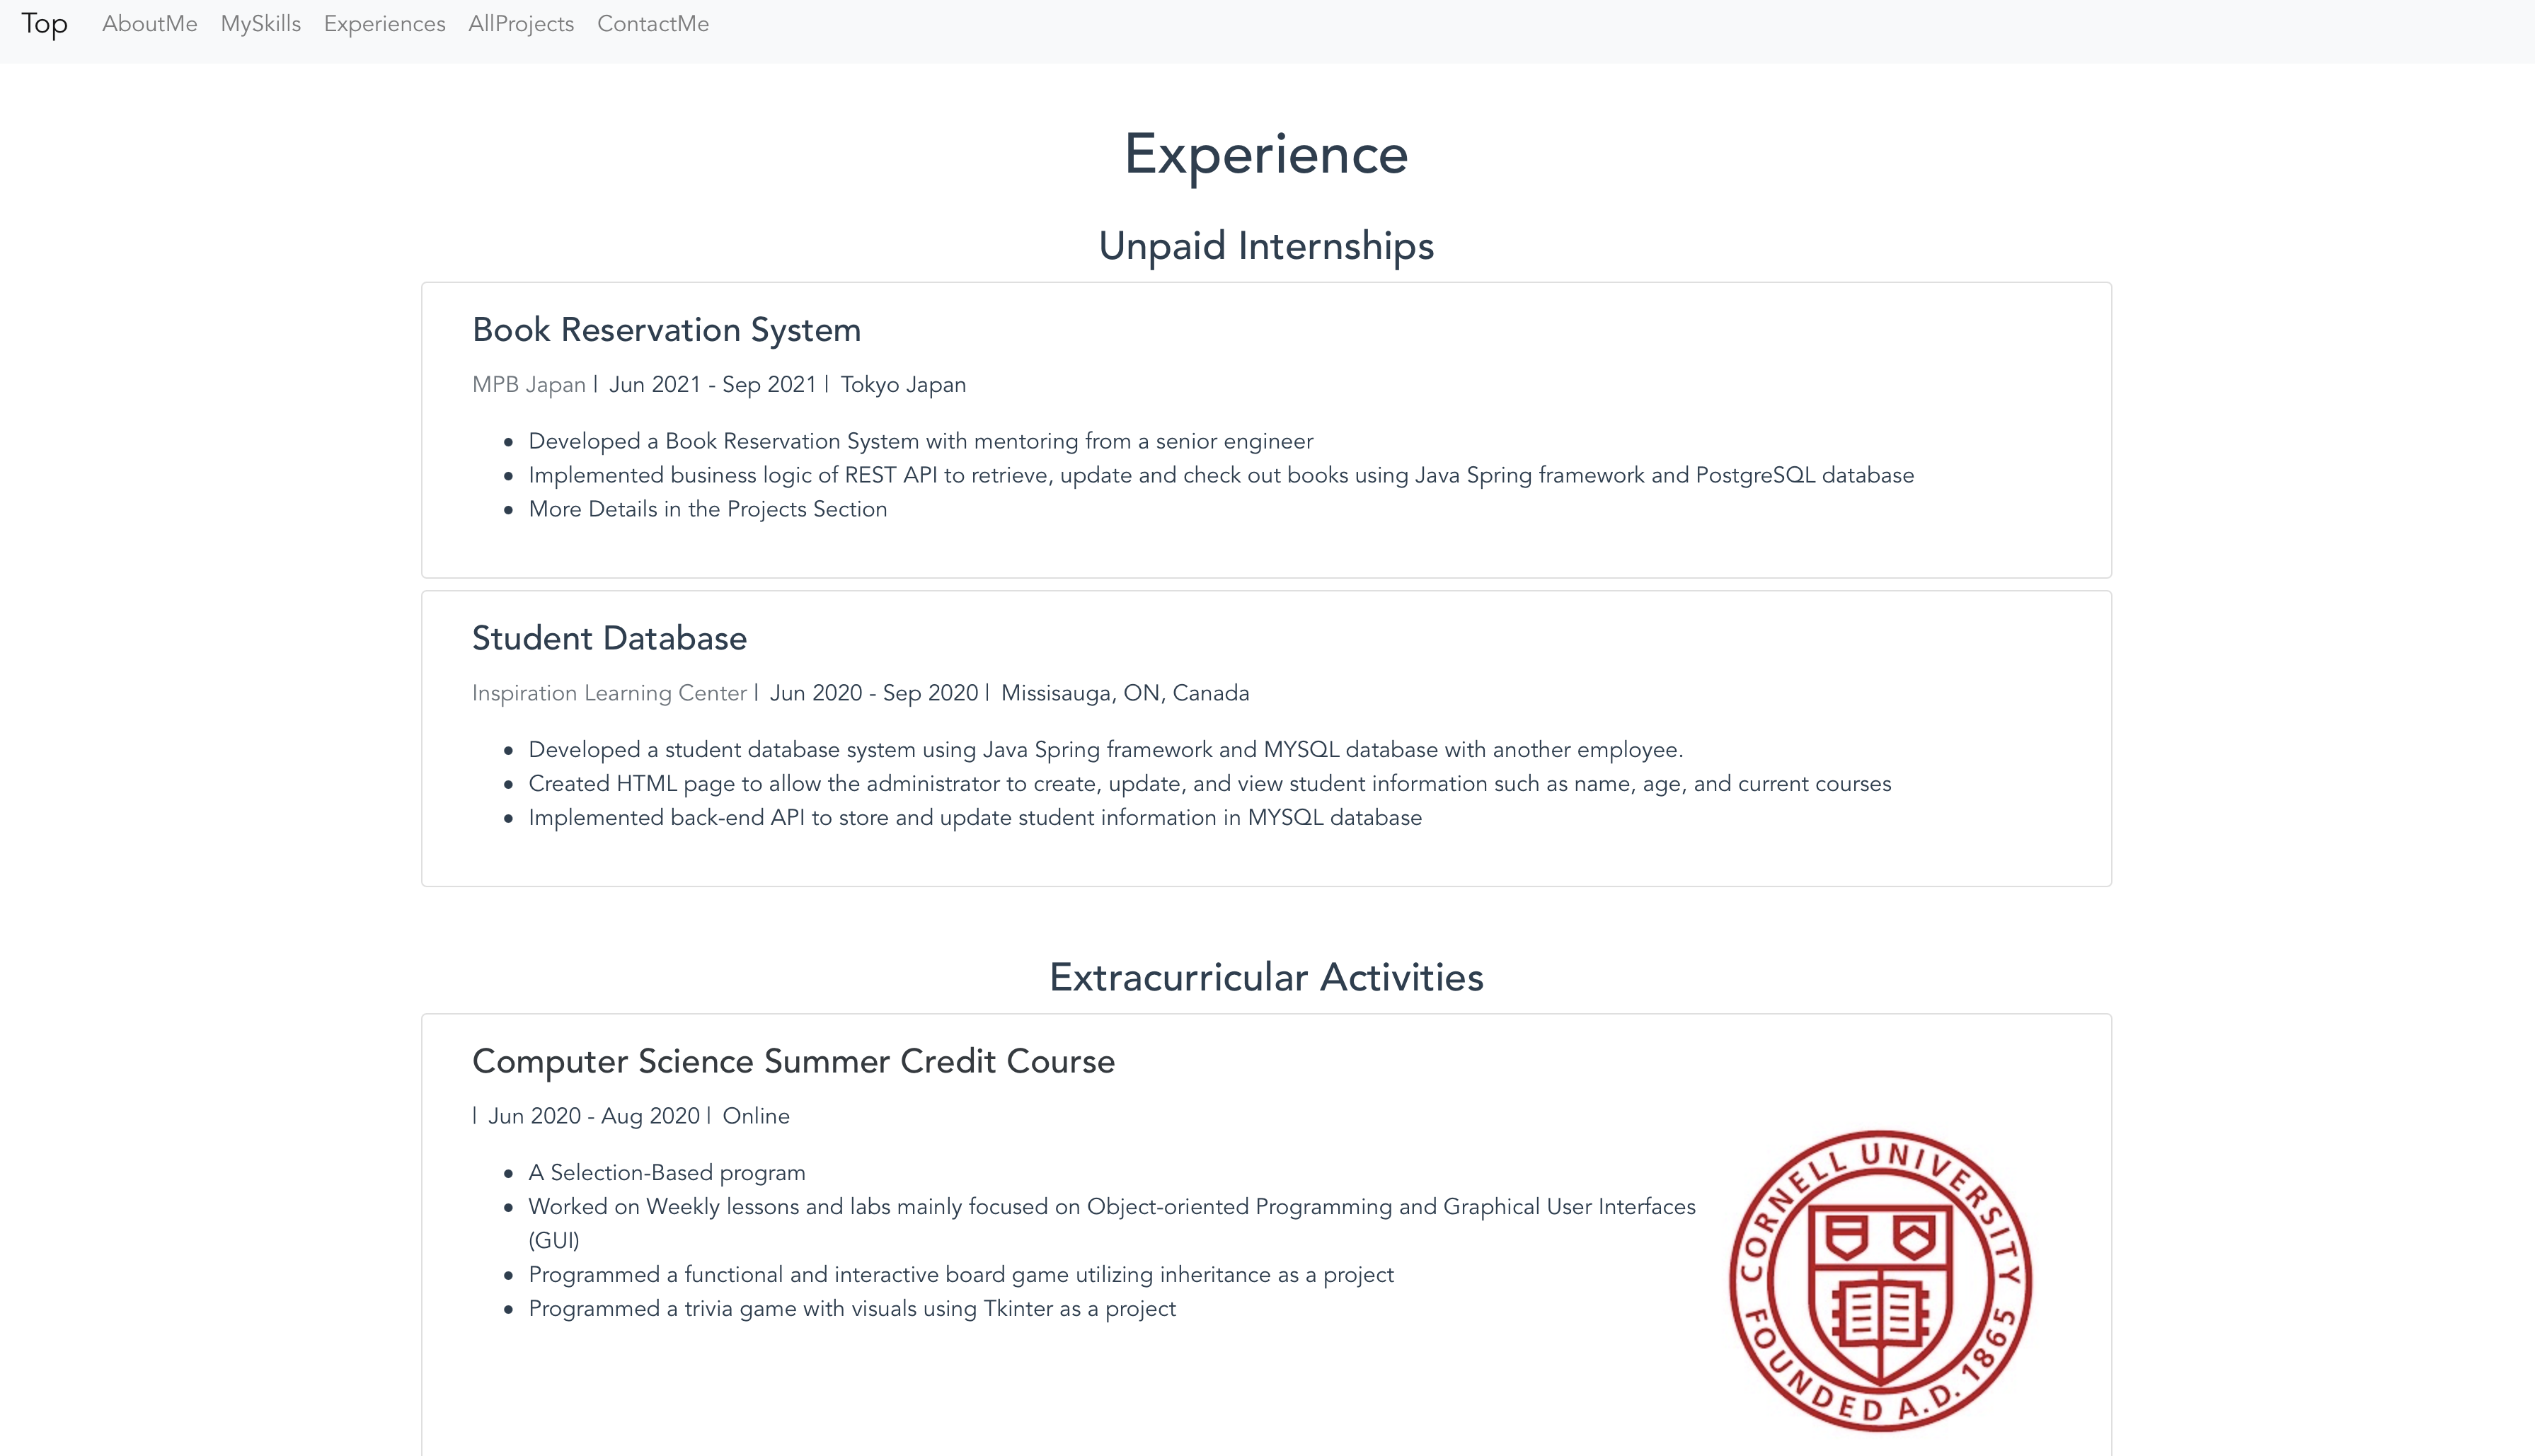 Top AboutMe MySkills Experiences AllProjects ContactMe
Experience
Unpaid Internships
Book Reservation System
MPB Japan | Jun 2021 - Sep 2021 | Tokyo Japan
• Developed a Book Reservation System with mentoring from a senior engineer
• Implemented business logic of REST API to retrieve, update and check out books using Java Spring framework and PostgreSQL database
• More Details in the Projects Section
Student Database
Inspiration Learning Center | Jun 2020 - Sep 2020 | Missisauga, ON, Canada
• Developed a student database system using Java Spring framework and MYSQL database with another employee.
• Created HTML page to allow the administrator to create, update, and view student information such as name, age, and current courses
• Implemented back-end API to store and update student information in MYSQL database
Extracurricular Activities
Computer Science Summer Credit Course
| Jun 2020 - Aug 2020 | Online
• A Selection-Based program
• Worked on Weekly lessons and labs mainly focused on Object-oriented Programming and Graphical User Interfaces
(GUI)
• Programmed a functional and interactive board game utilizing inheritance as a project
• Programmed a trivia game with visuals using Tkinter as a project
CORNELL UNIVERSITY
FOUNDED A.D. 1865